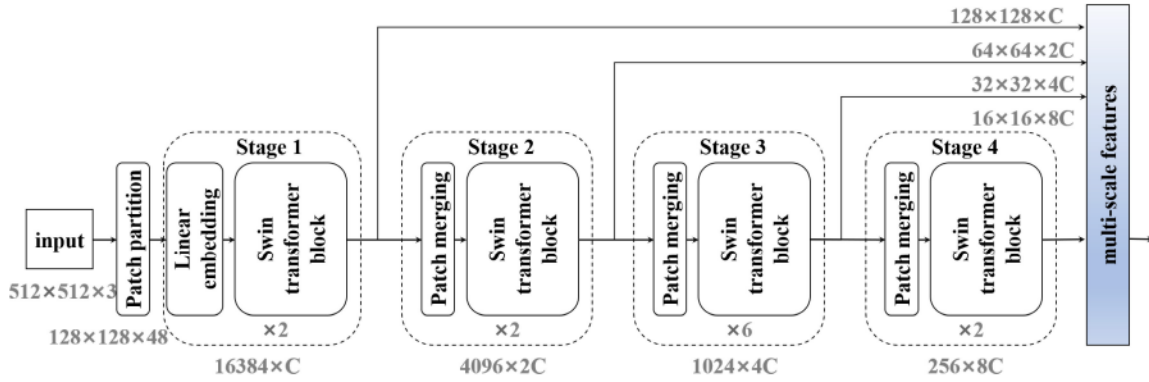 128×128×C
64×64×2C
32×32×4C
16×16×8C
Stage 1
Stage 2
Stage 3
Stage 4
input
512×512×3
Patch partition
128×128×48
Linear
embedding
Swin
transformer
block
×2
16384×C
Patch merging
Swin
transformer
block
×2
4096×2C
Patch merging
Swin
transformer
block
×6
1024×4C
Patch merging
Swin
transformer
block
×2
256×8C
multi-scale features